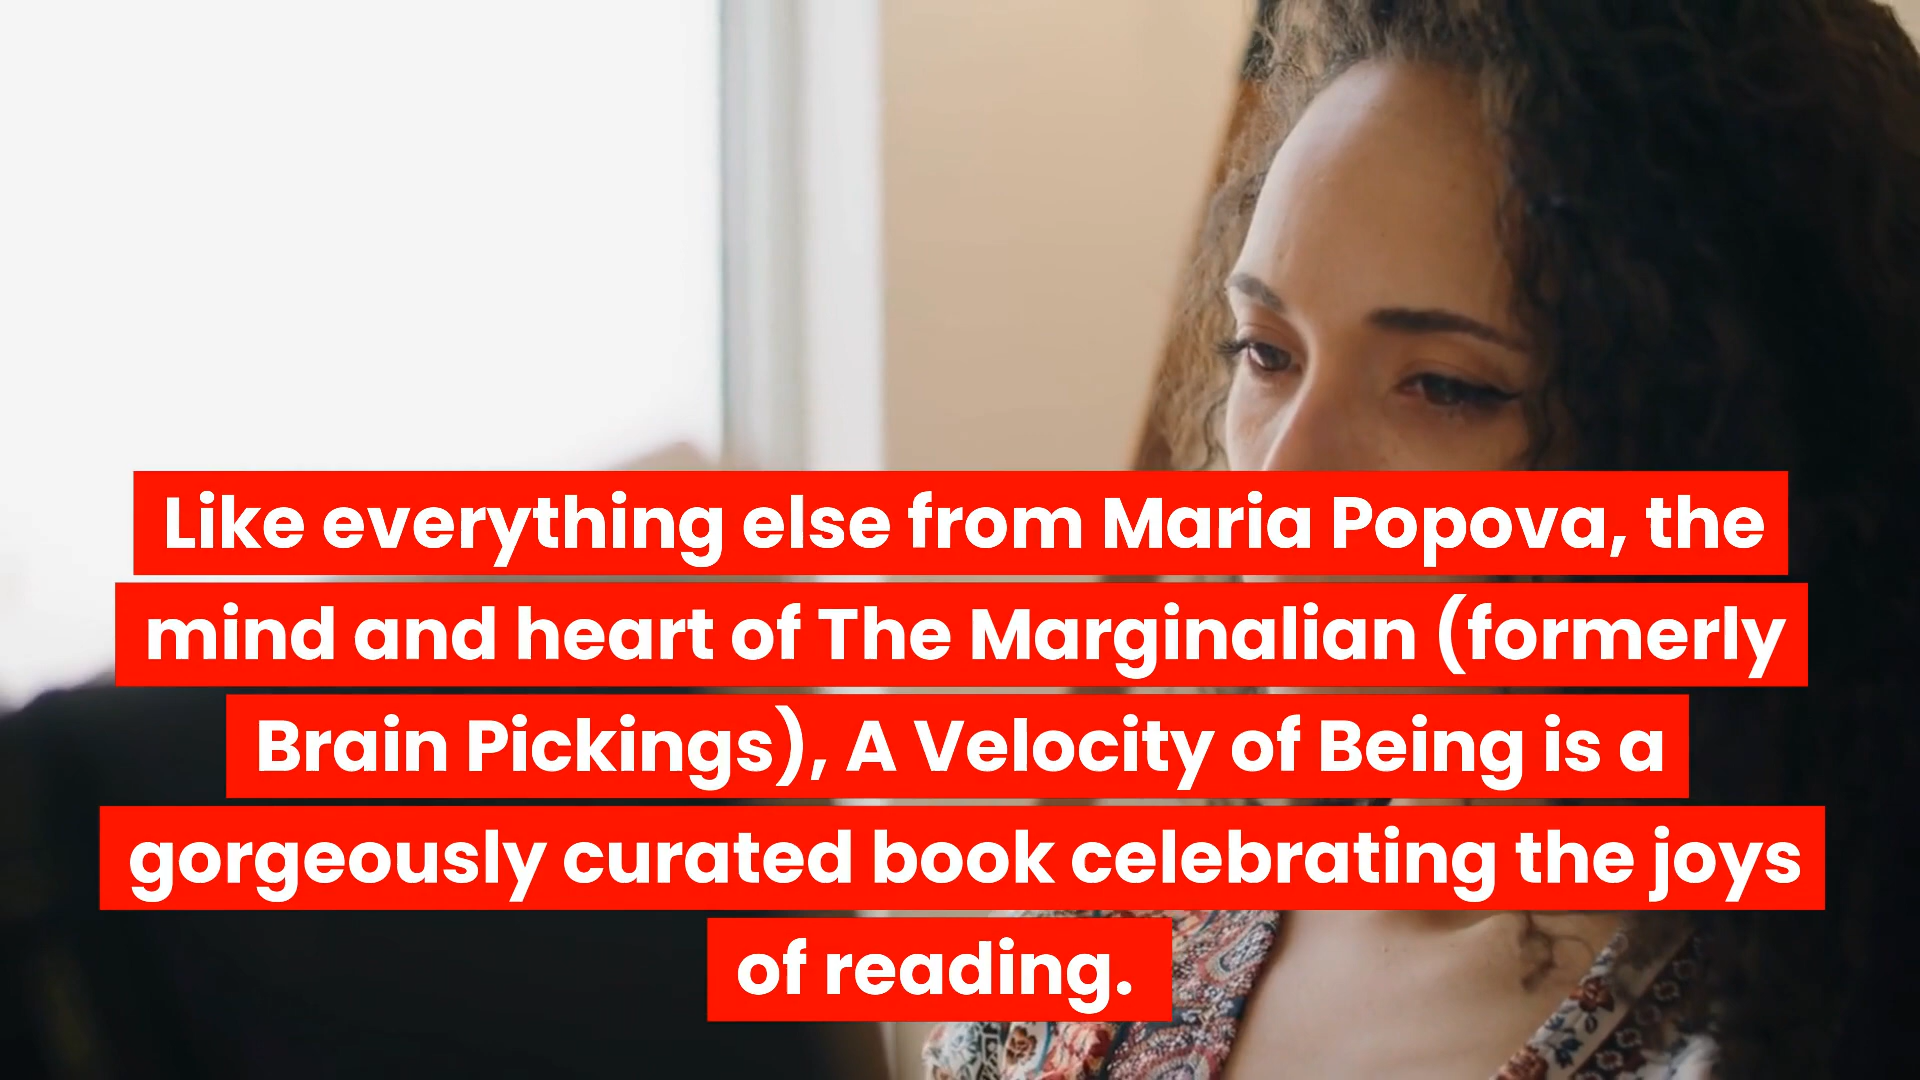 Like everything else from Maria Popova, the
mind and heart of The Marginalian (formerly
Brain Pickings), A Velocity of Being is a
gorgeously curated book celebrating the joys
of reading.